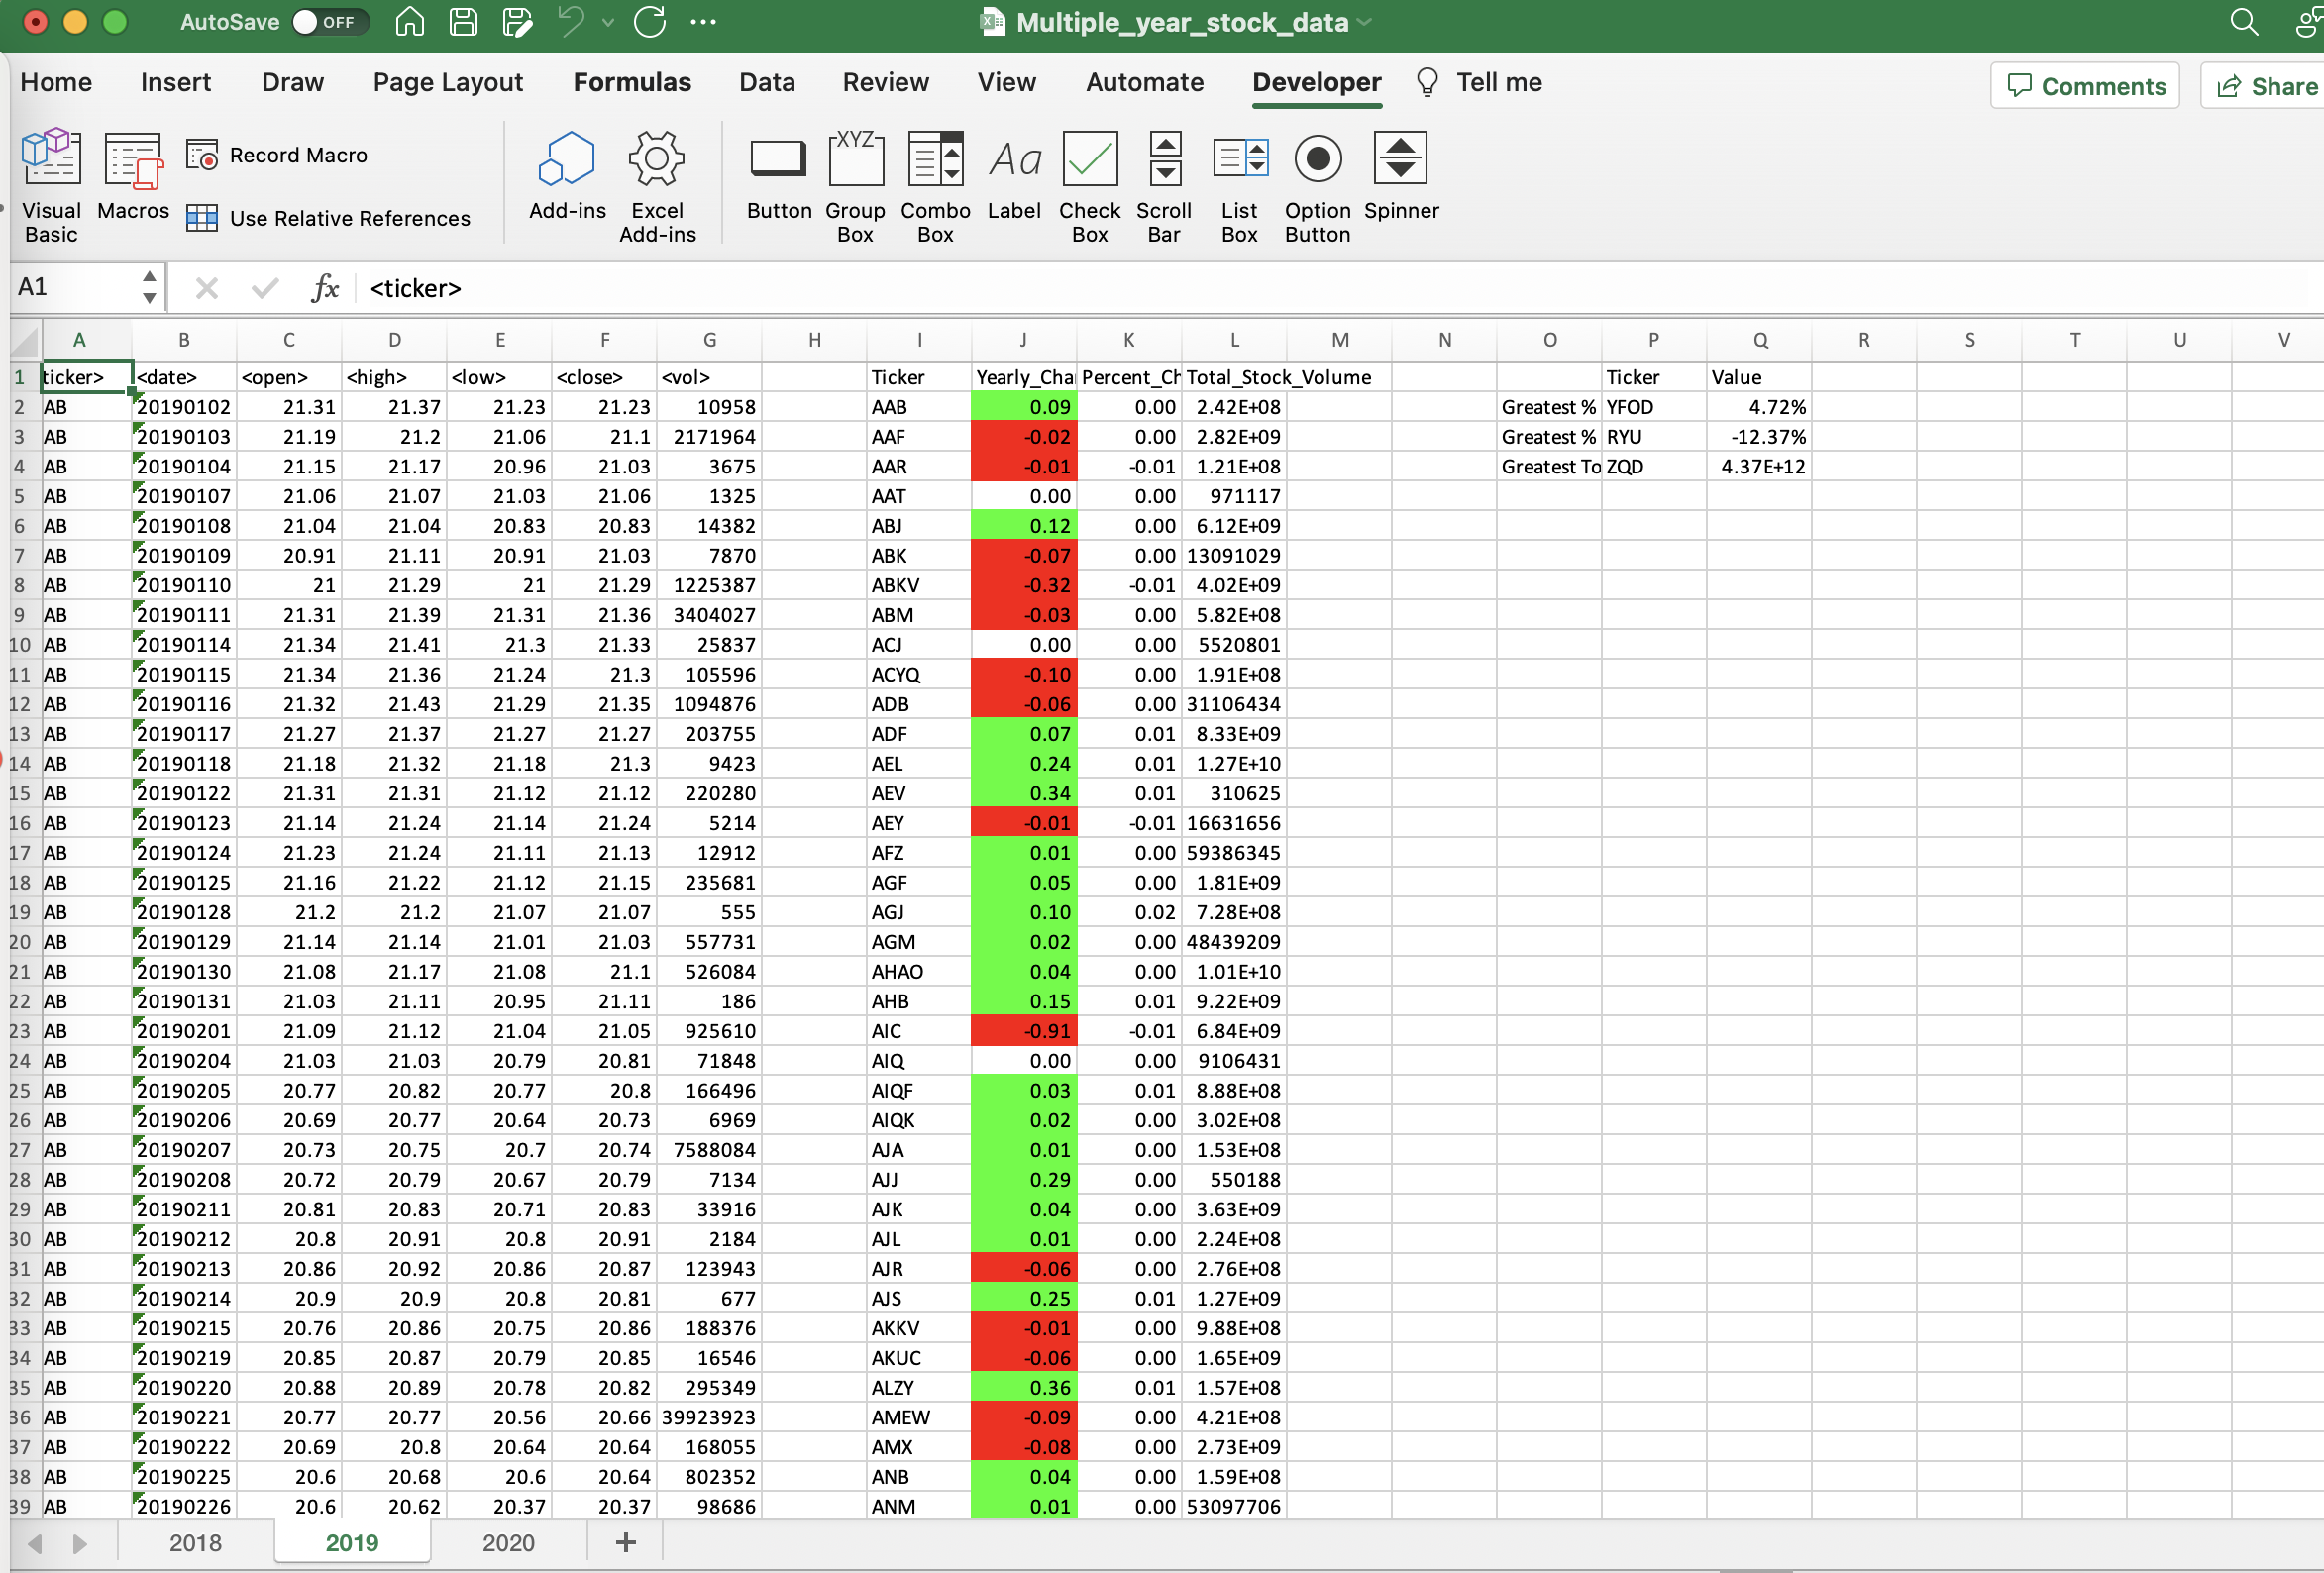 AutoSave OFF Multiple_year_stock_data
Home Insert Draw Page Layout Formulas Data Review View Automate Developer Tell me Comments Share
Visual Basic Macros Record Macro Use Relative References Add-ins Excel Add-ins Button Group Box XYZ Combo Box Aa Label Check Box Scroll Bar List Box Option Button Spinner
A1 fx <ticker>
A B C D E F G H I J K L M N O P Q R S T U V
1 ticker> <date> <open> <high> <low> <close> <vol> Ticker Yearly_Cha Percent_Ch Total_Stock_Volume Ticker Value
2 AB 20190102 21.31 21.37 21.23 21.23 10958 AAB 0.09 0.00 2.42E+08 Greatest % YFOD 4.72%
3 AB 20190103 21.19 21.2 21.06 21.1 2171964 AAF -0.02 0.00 2.82E+09 Greatest % RYU -12.37%
4 AB 20190104 21.15 21.17 20.96 21.03 3675 AAR -0.01 -0.01 1.21E+08 Greatest To ZQD 4.37E+12
5 AB 20190107 21.06 21.07 21.03 21.06 1325 AAT 0.00 0.00 971117
6 AB 20190108 21.04 21.04 20.83 20.83 14382 ABJ 0.12 0.00 6.12E+09
7 AB 20190109 20.91 21.11 20.91 21.03 7870 ABK -0.07 0.00 13091029
8 AB 20190110 21 21.29 21 21.29 1225387 ABKV -0.32 -0.01 4.02E+09
9 AB 20190111 21.31 21.39 21.31 21.36 3404027 ABM -0.03 0.00 5.82E+08
10 AB 20190114 21.34 21.41 21.3 21.33 25837 ACJ 0.00 0.00 5520801
11 AB 20190115 21.34 21.36 21.24 21.3 105596 ACYQ -0.10 0.00 1.91E+08
12 AB 20190116 21.32 21.43 21.29 21.35 1094876 ADB -0.06 0.00 31106434
13 AB 20190117 21.27 21.37 21.27 21.27 203755 ADF 0.07 0.01 8.33E+09
14 AB 20190118 21.18 21.32 21.18 21.3 9423 AEL 0.24 0.01 1.27E+10
15 AB 20190122 21.31 21.31 21.12 21.12 220280 AEV 0.34 0.01 310625
16 AB 20190123 21.14 21.24 21.14 21.24 5214 AEY -0.01 -0.01 16631656
17 AB 20190124 21.23 21.24 21.11 21.13 12912 AFZ 0.01 0.00 59386345
18 AB 20190125 21.16 21.22 21.12 21.15 235681 AGF 0.05 0.00 1.81E+09
19 AB 20190128 21.2 21.2 21.07 21.07 555 AGJ 0.10 0.02 7.28E+08
20 AB 20190129 21.14 21.14 21.01 21.03 557731 AGM 0.02 0.00 48439209
21 AB 20190130 21.08 21.17 21.08 21.1 526084 AHAO 0.04 0.00 1.01E+10
22 AB 20190131 21.03 21.11 20.95 21.11 186 AHB 0.15 0.01 9.22E+09
23 AB 20190201 21.09 21.12 21.04 21.05 925610 AIC -0.91 -0.01 6.84E+09
24 AB 20190204 21.03 21.03 20.79 20.81 71848 AIQ 0.00 0.00 9106431
25 AB 20190205 20.77 20.82 20.77 20.8 166496 AIQF 0.03 0.01 8.88E+08
26 AB 20190206 20.69 20.77 20.64 20.73 6969 AIQK 0.02 0.00 3.02E+08
27 AB 20190207 20.73 20.75 20.7 20.74 7588084 AJA 0.01 0.00 1.53E+08
28 AB 20190208 20.72 20.79 20.67 20.79 7134 AJJ 0.29 0.00 550188
29 AB 20190211 20.81 20.83 20.71 20.83 33916 AJK 0.04 0.00 3.63E+09
30 AB 20190212 20.8 20.91 20.8 20.91 2184 AJL 0.01 0.00 2.24E+08
31 AB 20190213 20.86 20.92 20.86 20.87 123943 AJR -0.06 0.00 2.76E+08
32 AB 20190214 20.9 20.9 20.8 20.81 677 AJS 0.25 0.01 1.27E+09
33 AB 20190215 20.76 20.86 20.75 20.86 188376 AKKV -0.01 0.00 9.88E+08
34 AB 20190219 20.85 20.87 20.79 20.85 16546 AKUC -0.06 0.00 1.65E+09
35 AB 20190220 20.88 20.89 20.78 20.82 295349 ALZY 0.36 0.01 1.57E+08
36 AB 20190221 20.77 20.77 20.56 20.66 39923923 AMEW -0.09 0.00 4.21E+08
37 AB 20190222 20.69 20.8 20.64 20.64 168055 AMX -0.08 0.00 2.73E+09
38 AB 20190225 20.6 20.68 20.6 20.64 802352 ANB 0.04 0.00 1.59E+08
39 AB 20190226 20.6 20.62 20.37 20.37 98686 ANM 0.01 0.00 53097706
2018 2019 2020 +